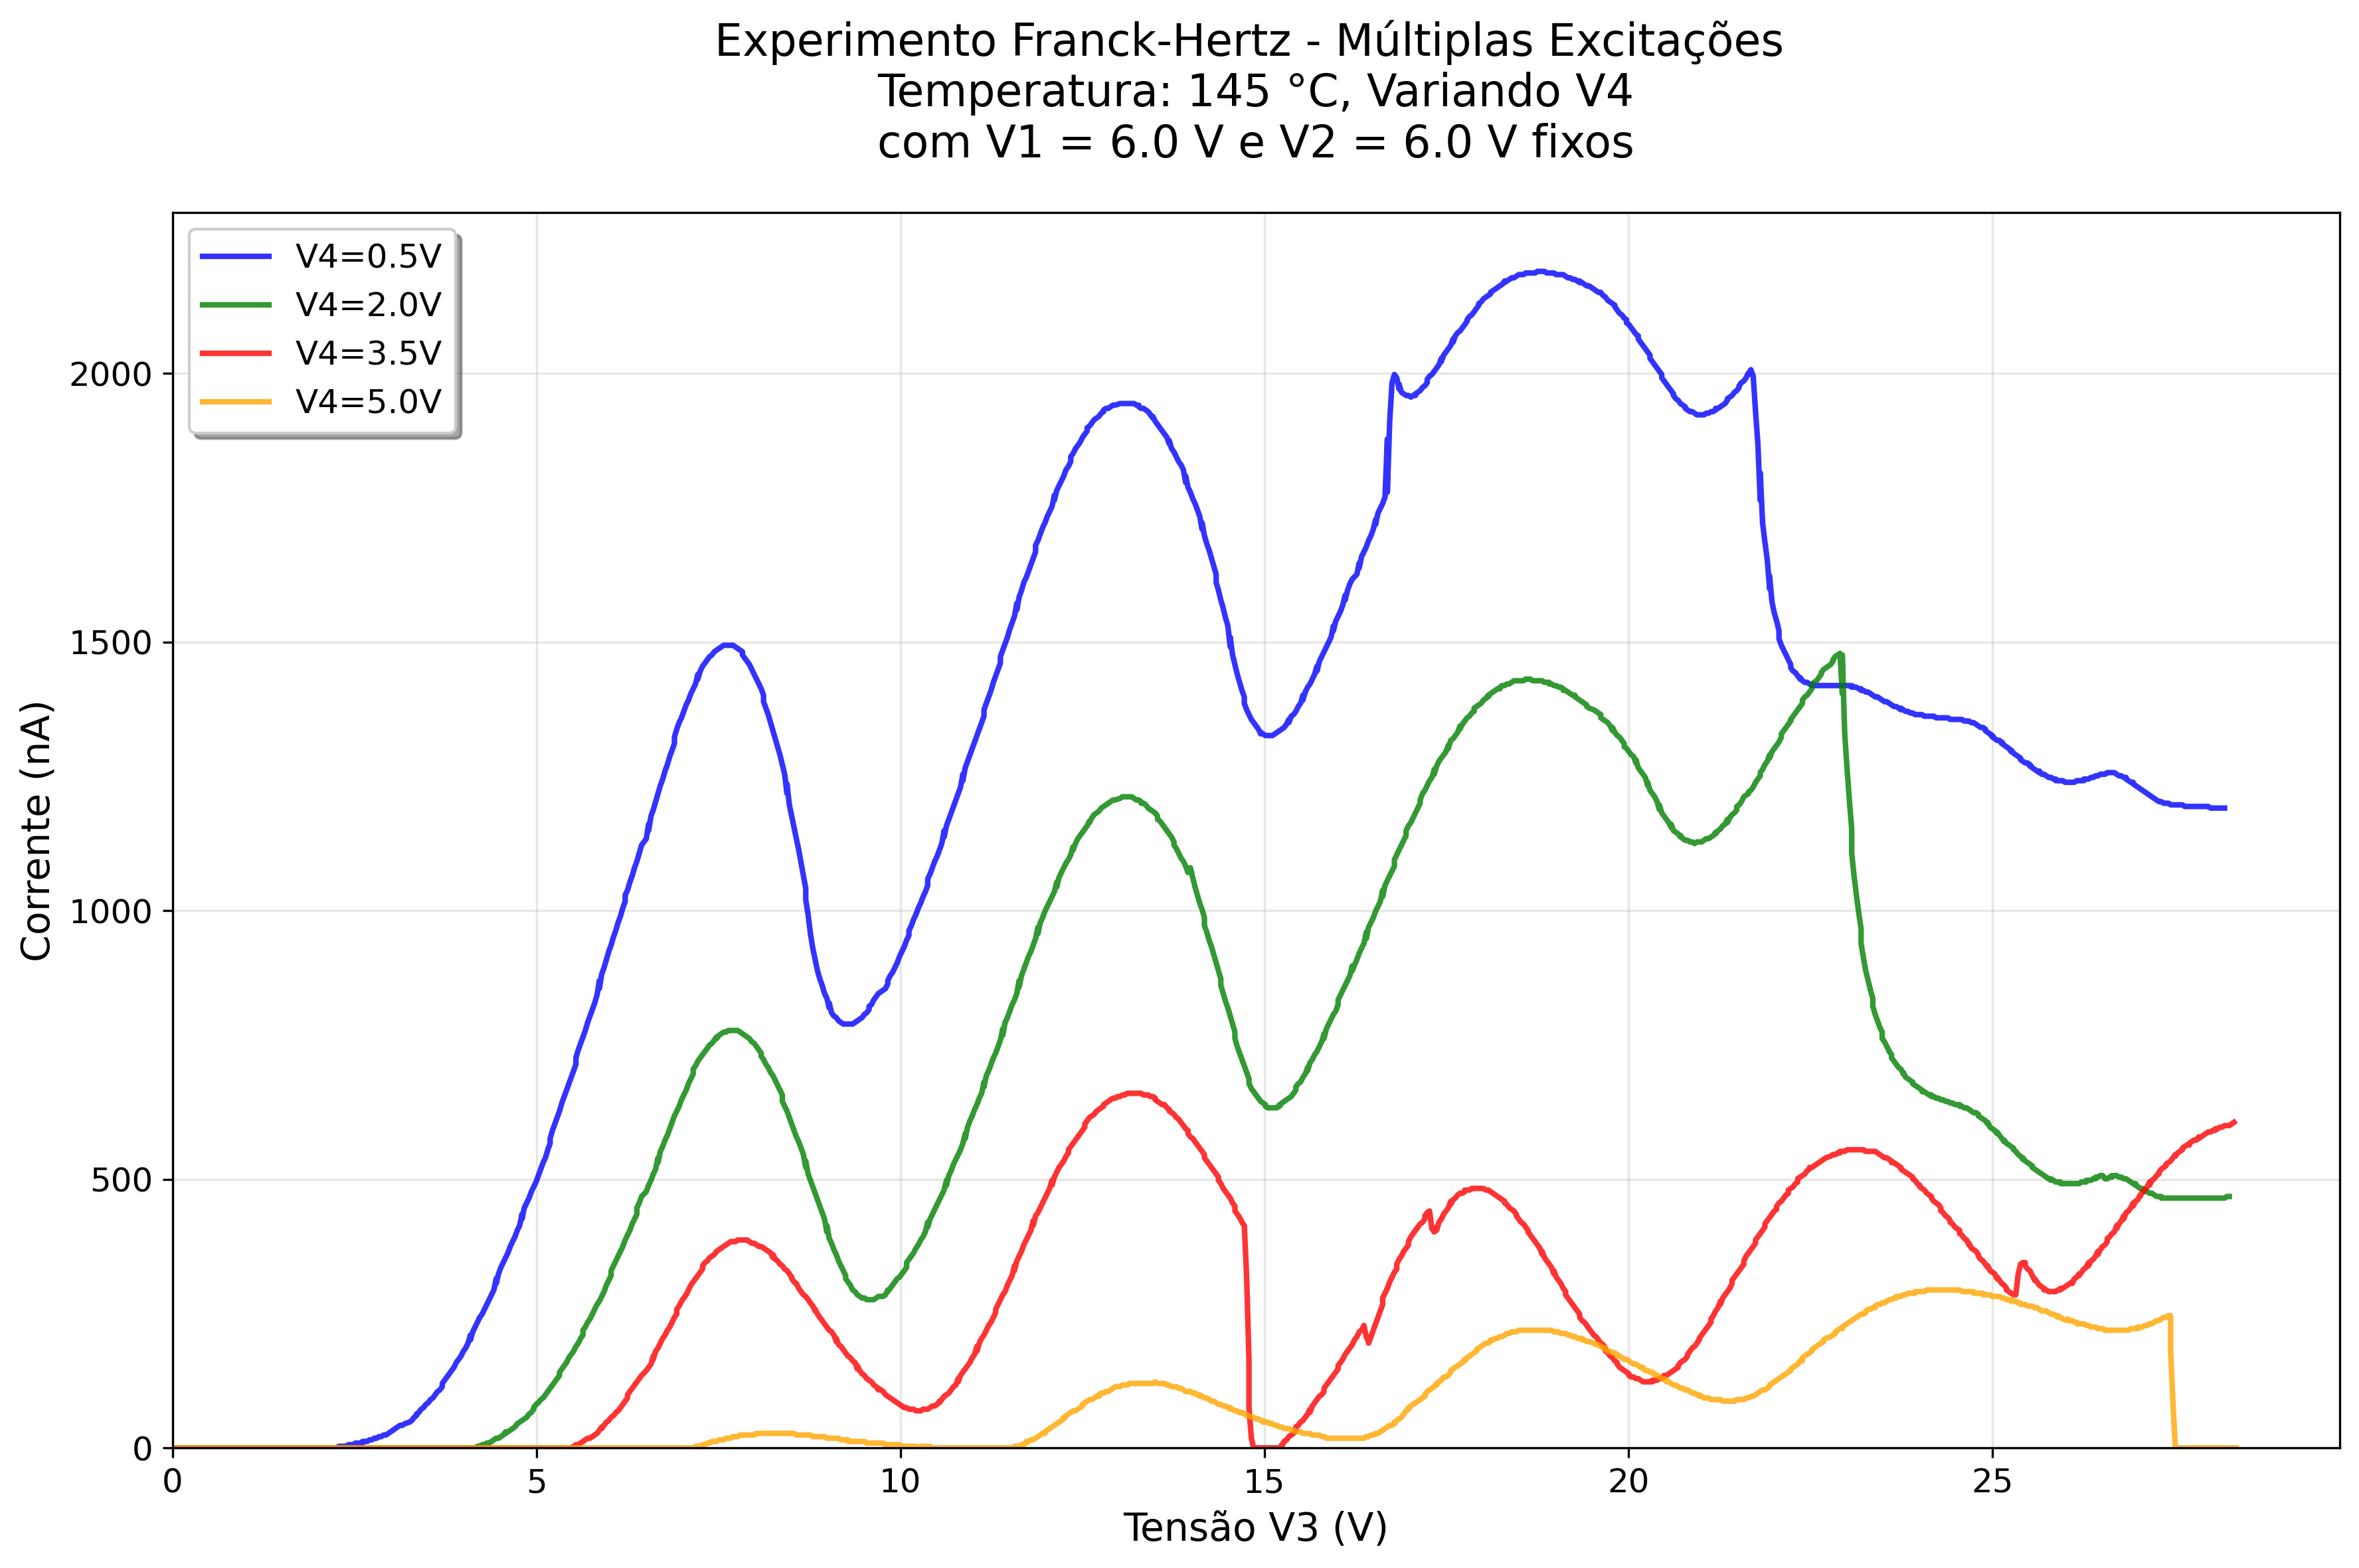 Experimento Franck-Hertz - Múltiplas Excitações
Temperatura: 145 °C, Variando V4
com V1 = 6.0 V e V2 = 6.0 V fixos
V4=0.5V
V4=2.0V
V4=3.5V
V4=5.0V
Corrente (nA)
2000
1500
1000
500
0
0 5 10 15 20 25
Tensão V3 (V)